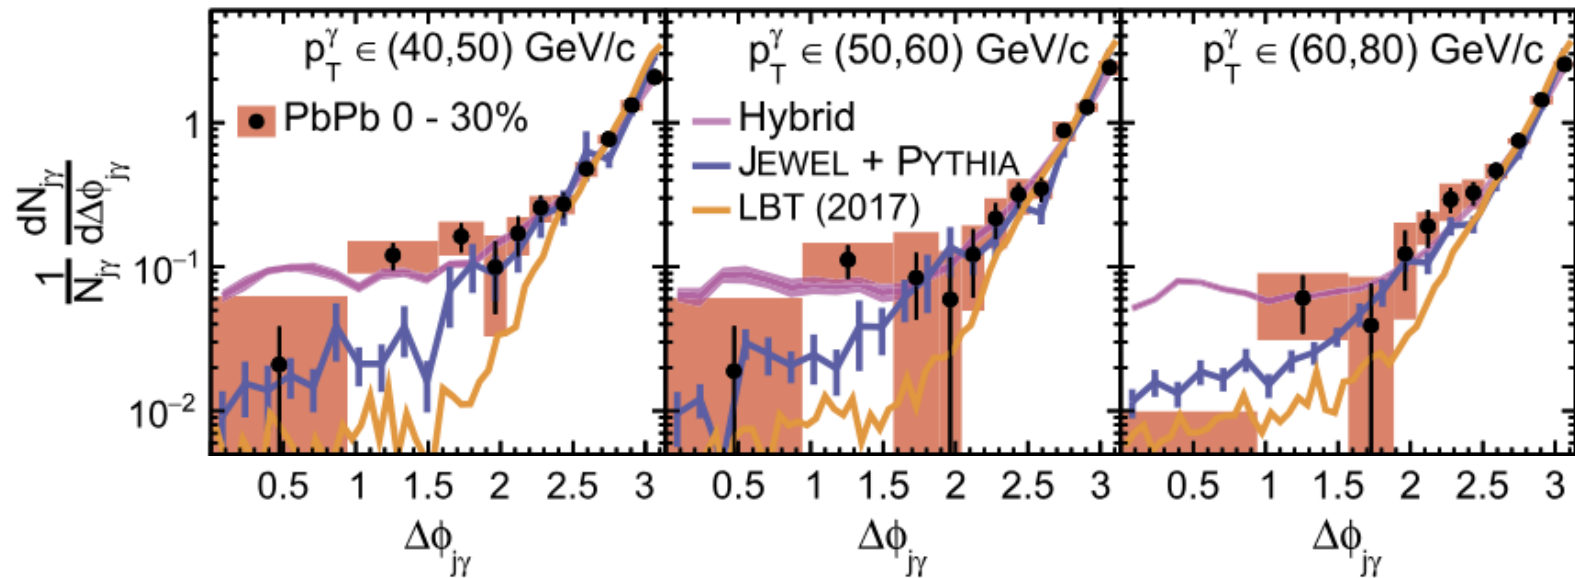 p_T^γ ∈ (40,50) GeV/c
PbPb 0 - 30%
p_T^γ ∈ (50,60) GeV/c
Hybrid
JEWEL + PYTHIA
LBT (2017)
p_T^γ ∈ (60,80) GeV/c
1/N_jγ dN_jγ/dΔϕ_jγ
1
10⁻¹
10⁻²
0.5 1 1.5 2 2.5 3
0.5 1 1.5 2 2.5 3
0.5 1 1.5 2 2.5 3
Δϕ_jγ
Δϕ_jγ
Δϕ_jγ